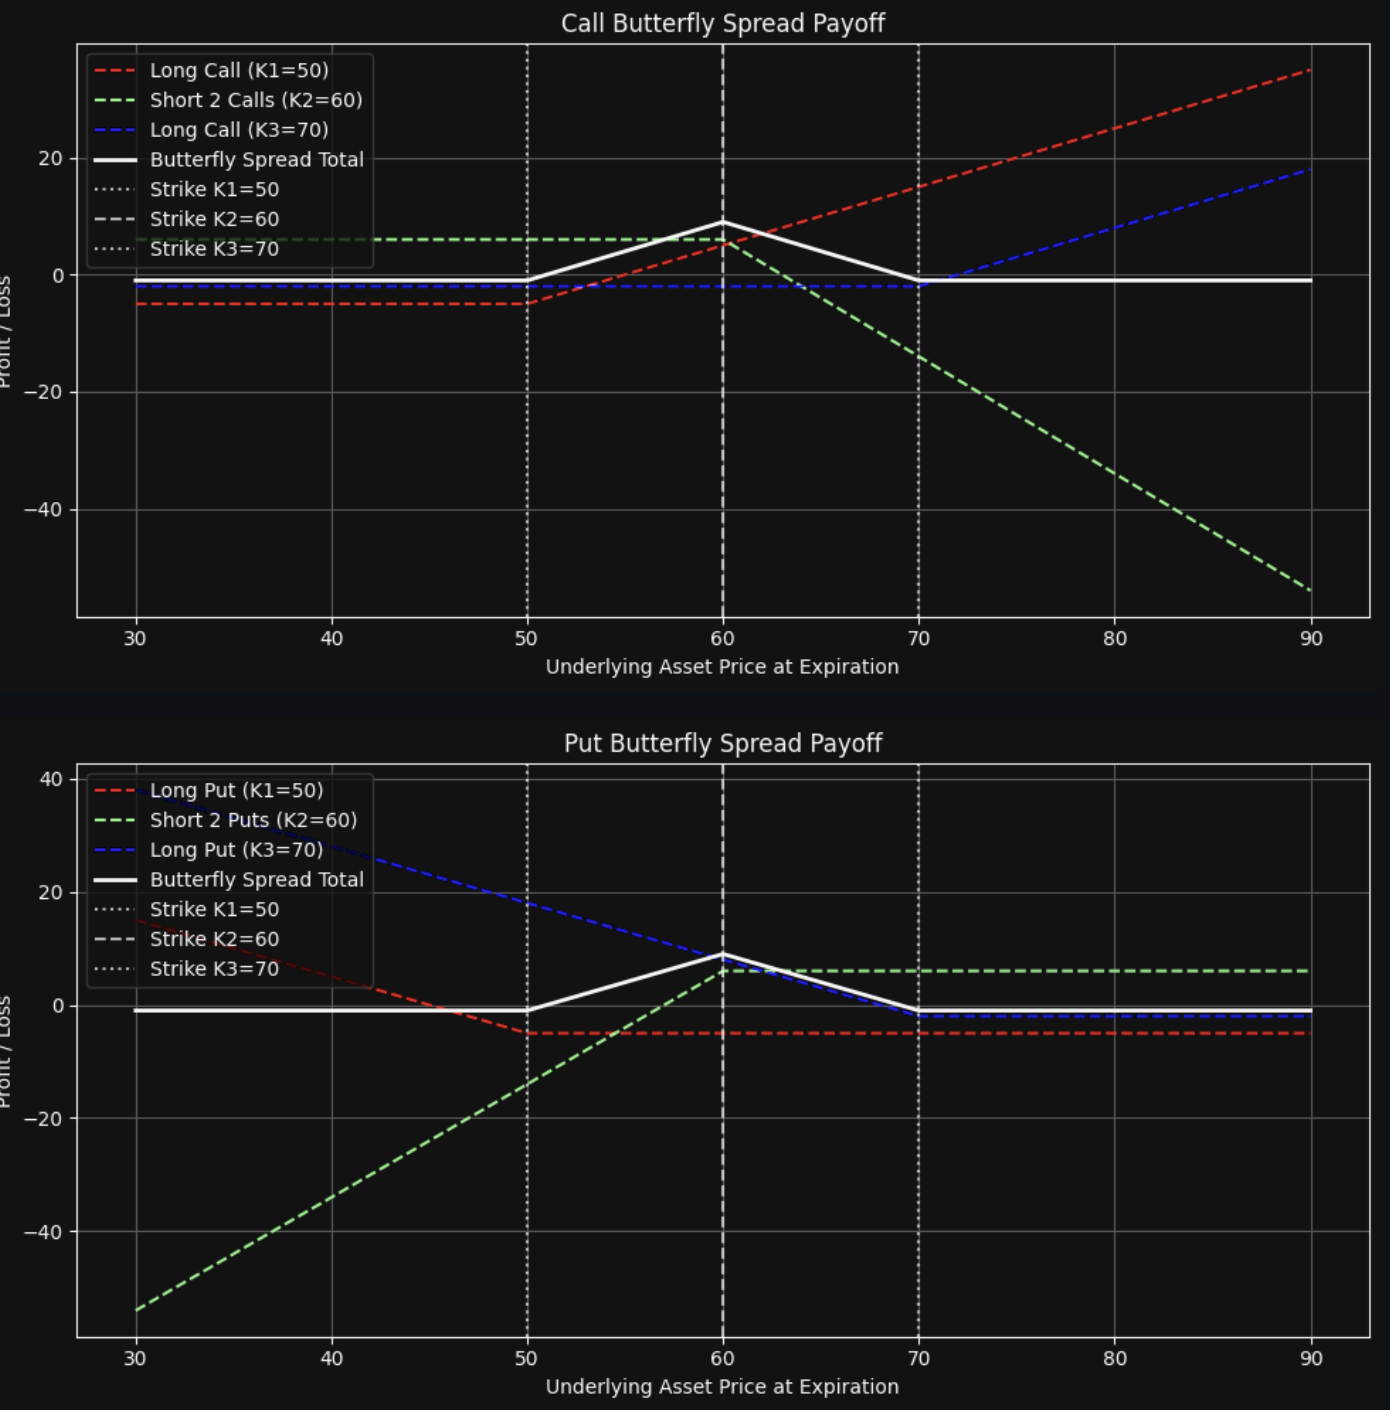 Call Butterfly Spread Payoff
Long Call (K1=50)
Short 2 Calls (K2=60)
Long Call (K3=70)
Butterfly Spread Total
Strike K1=50
Strike K2=60
Strike K3=70
20
0
−20
−40
Profit / Loss
30 40 50 60 70 80 90
Underlying Asset Price at Expiration
Put Butterfly Spread Payoff
Long Put (K1=50)
Short 2 Puts (K2=60)
Long Put (K3=70)
Butterfly Spread Total
Strike K1=50
Strike K2=60
Strike K3=70
40
20
0
−20
−40
Profit / Loss
30 40 50 60 70 80 90
Underlying Asset Price at Expiration